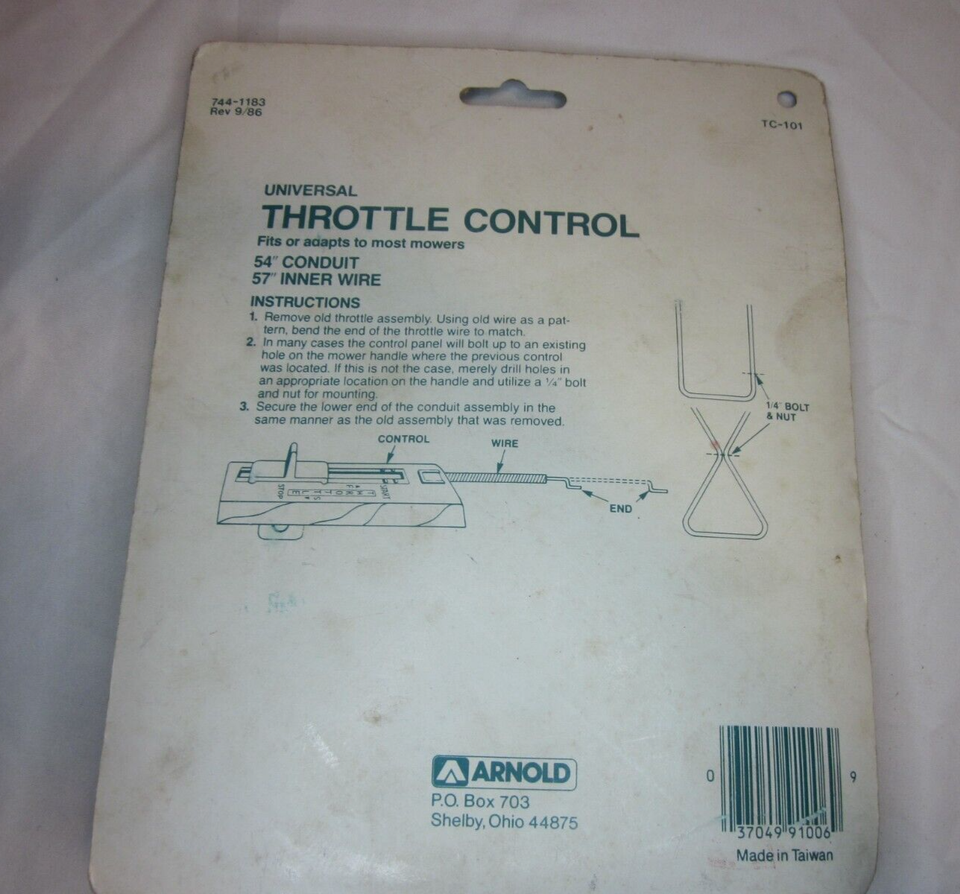 744-1183
Rev 9/86
TC-101
UNIVERSAL
THROTTLE CONTROL
Fits or adapts to most mowers
54" CONDUIT
57" INNER WIRE
INSTRUCTIONS
1. Remove old throttle assembly. Using old wire as a pat-
tern, bend the end of the throttle wire to match.
2. In many cases the control panel will bolt up to an existing
hole on the mower handle where the previous control
was located. If this is not the case, merely drill holes in
an appropriate location on the handle and utilize a ¼" bolt
and nut for mounting.
3. Secure the lower end of the conduit assembly in the
same manner as the old assembly that was removed.
CONTROL
WIRE
START
F
S
THROTTLE
STOP
END
1/4' BOLT
& NUT
ARNOLD
P.O. Box 703
Shelby, Ohio 44875
0 37049 91006 9
Made in Taiwan